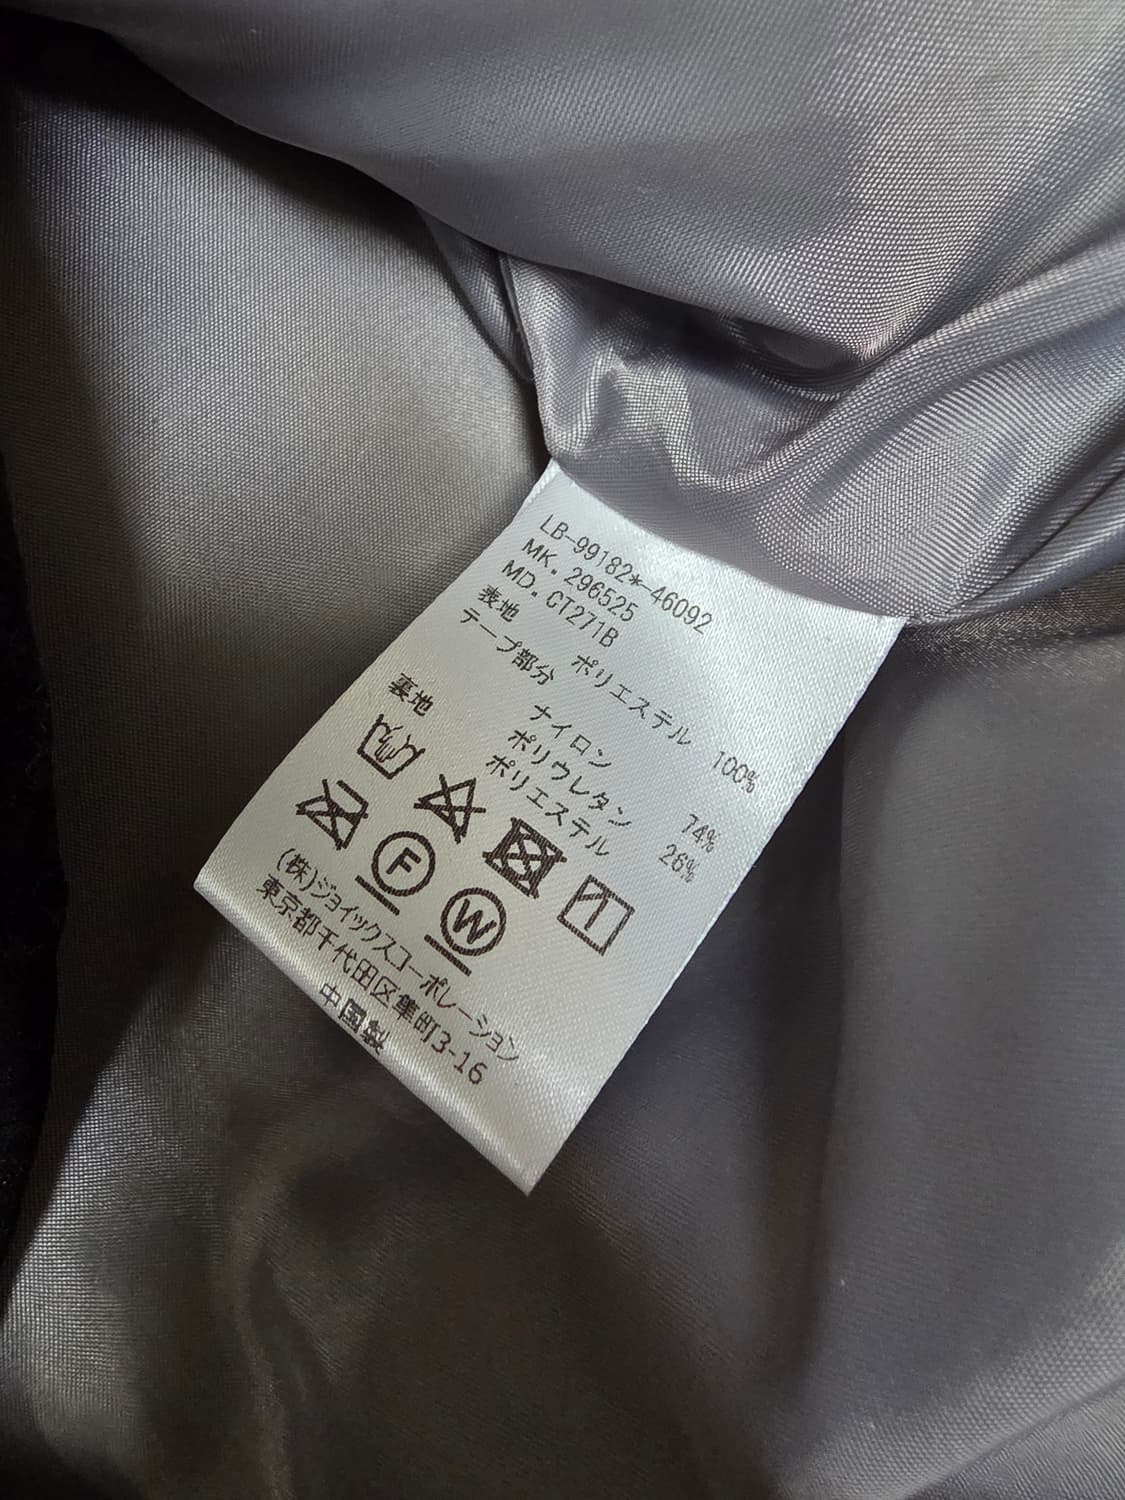 LB-99182*-46092
MK. 296525
MD. CT271B
表地 ポリエステル 100%
テープ部分
ナイロン 74%
ポリウレタン 26%
裏地 ポリエステル
F
W
(株)ジョイックスコーポレーション
東京都千代田区隼町3-16
中国製